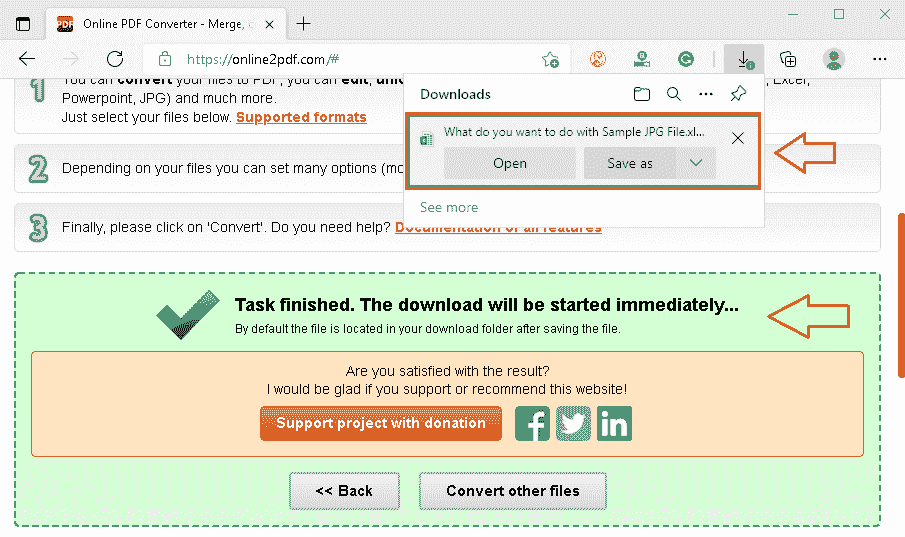 Online PDF Converter - Merge,
https://online2pdf.com/#
1 You can convert your files to PDF, you can edit, Excel,
Powerpoint, JPG) and much more.
Just select your files below. Supported formats
2 Depending on your files you can set many options
3 Finally, please click on 'Convert'. Do you need help? Documentation of all features
Downloads
What do you want to do with Sample JPG File.xl...
Open
Save as
See more
Task finished. The download will be started immediately...
By default the file is located in your download folder after saving the file.
Are you satisfied with the result?
I would be glad if you support or recommend this website!
Support project with donation
f
in
<< Back
Convert other files